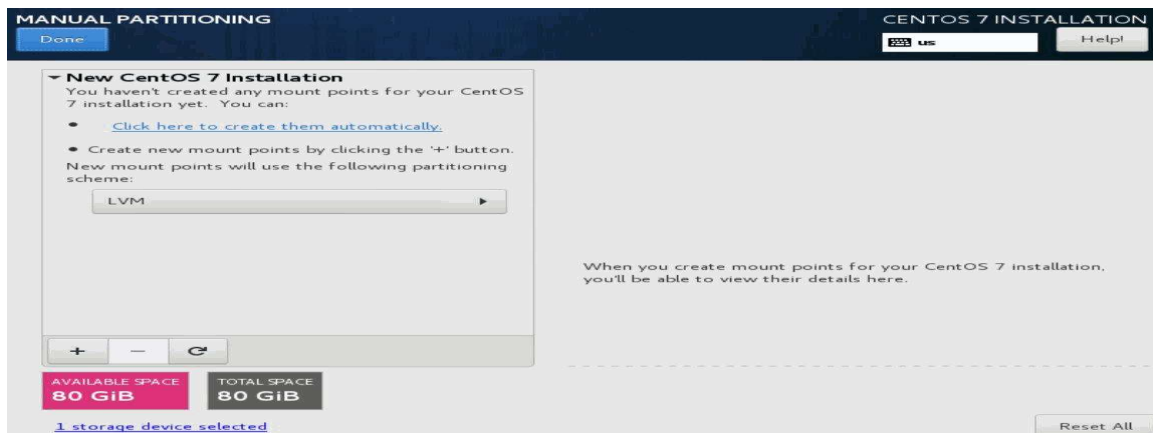 MANUAL PARTITIONING
CENTOS 7 INSTALLATION
Done
us
Help!
New CentOS 7 Installation
You haven't created any mount points for your CentOS
7 installation yet. You can:
Click here to create them automatically.
Create new mount points by clicking the '+' button.
New mount points will use the following partitioning
scheme:
LVM
When you create mount points for your CentOS 7 installation,
you'll be able to view their details here.
+ –
AVAILABLE SPACE
80 GiB
TOTAL SPACE
80 GiB
1 storage device selected
Reset All